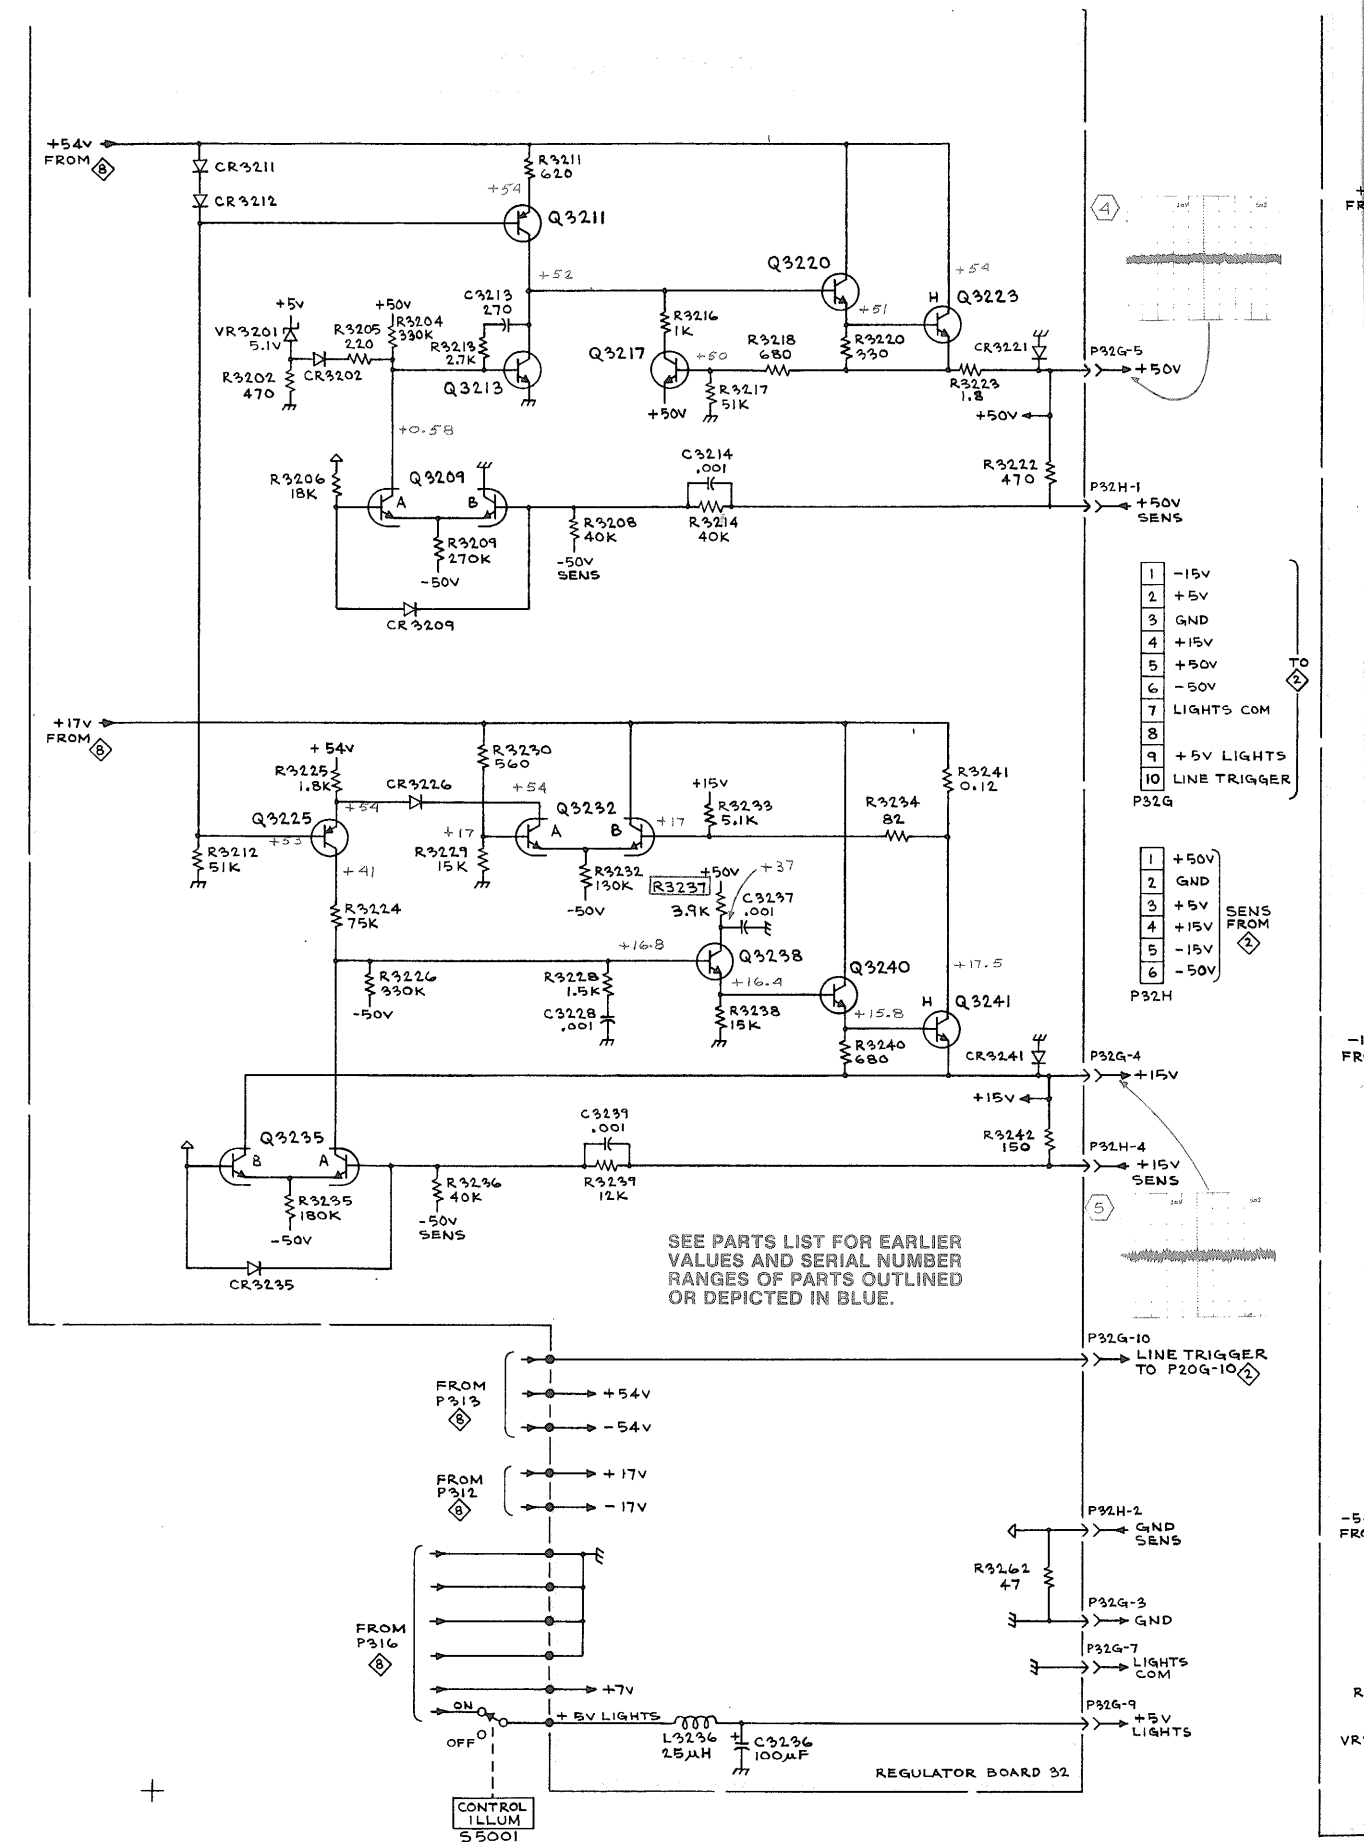 +54V
FROM 8
CR3211
CR3212
R3211
620
+54
Q3211
+52
Q3220
+54
+51
H
Q3223
4
C3213
270
+5V
VR3201
5.1V
R3205
220
+50V
R3204
330K
R3213
2.7K
CR3202
R3202
470
Q3213
R3216
1K
Q3217
+50
R3218
680
R3220
330
R3217
51K
+50V
CR3221
R3223
1.8
P32G-5
+50V
+50V
+0.58
R3206
18K
Q3209
A
B
C3214
.001
R3214
40K
R3222
470
P32H-1
+50V
SENS
R3208
40K
-50V
SENS
R3209
270K
-50V
CR3209
1 -15V
2 +5V
3 GND
4 +15V
5 +50V
6 -50V
7 LIGHTS COM
8
9 +5V LIGHTS
10 LINE TRIGGER
P32G
TO
2
+17V
FROM 8
+54V
R3225
1.8K
CR3226
+54
+54
Q3225
+53
+41
R3212
51K
R3230
560
+17
R3229
15K
Q3232
A
B
+17
+15V
R3233
5.1K
R3234
82
R3241
0.12
R3232
130K
-50V
R3237
3.9K
+50V
+37
C3237
.001
R3224
75K
+16.8
Q3238
+16.4
R3226
330K
-50V
R3228
1.5K
C3228
.001
R3238
15K
Q3240
+15.8
+17.5
H
Q3241
R3240
680
1 +50V
2 GND
3 +5V
4 +15V
5 -15V
6 -50V
P32H
SENS
FROM
2
CR3241
P32G-4
+15V
+15V
R3242
150
P32H-4
+15V
SENS
Q3235
B
A
C3239
.001
R3239
12K
R3235
180K
-50V
R3236
40K
-50V
SENS
CR3235
5
SEE PARTS LIST FOR EARLIER
VALUES AND SERIAL NUMBER
RANGES OF PARTS OUTLINED
OR DEPICTED IN BLUE.
P32G-10
LINE TRIGGER
TO P20G-10 2
FROM
P313
8
+54V
-54V
FROM
P312
8
+17V
-17V
P32H-2
GND
SENS
R3262
47
P32G-3
GND
FROM
P316
8
P32G-7
LIGHTS
COM
+7V
ON
OFF
+5V LIGHTS
L3236
25μH
C3236
100μF
P32G-9
+5V
LIGHTS
REGULATOR BOARD 32
CONTROL
ILLUM
S5001